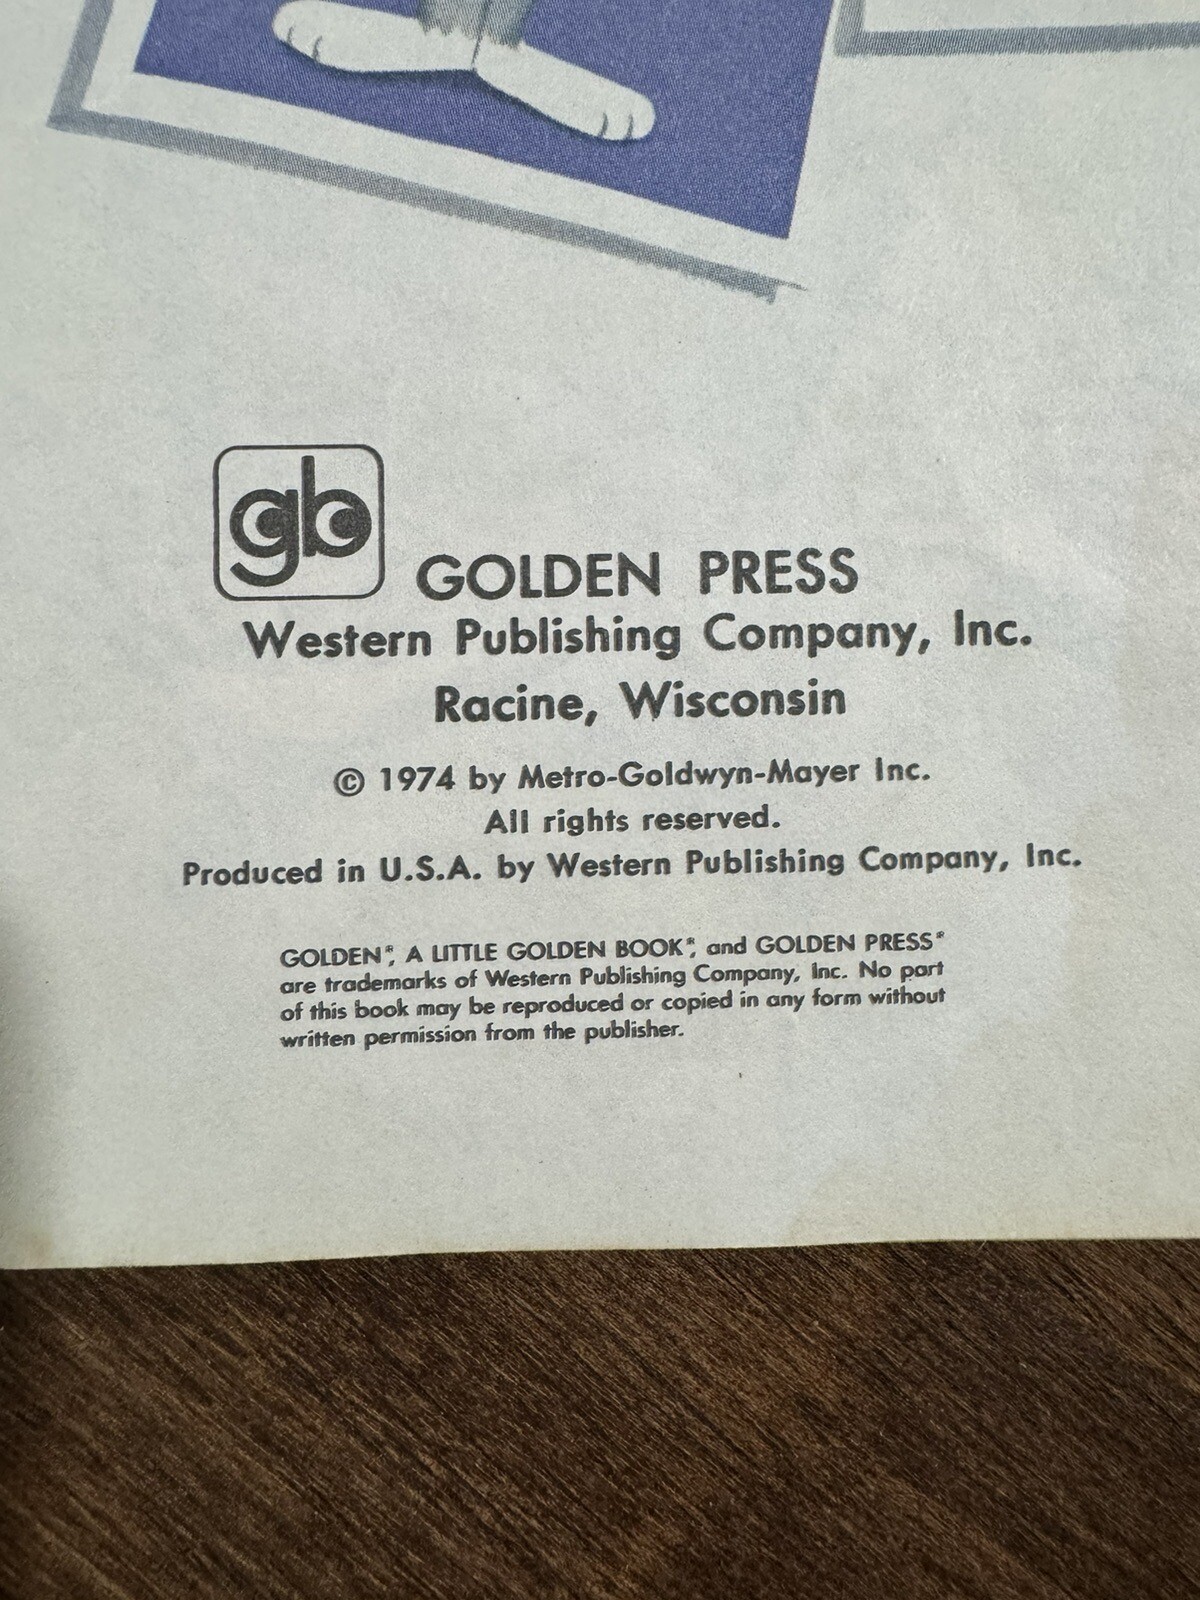 gb
GOLDEN PRESS
Western Publishing Company, Inc.
Racine, Wisconsin
© 1974 by Metro-Goldwyn-Mayer Inc.
All rights reserved.
Produced in U.S.A. by Western Publishing Company, Inc.
GOLDEN®, A LITTLE GOLDEN BOOK®, and GOLDEN PRESS®
are trademarks of Western Publishing Company, Inc. No part
of this book may be reproduced or copied in any form without
written permission from the publisher.